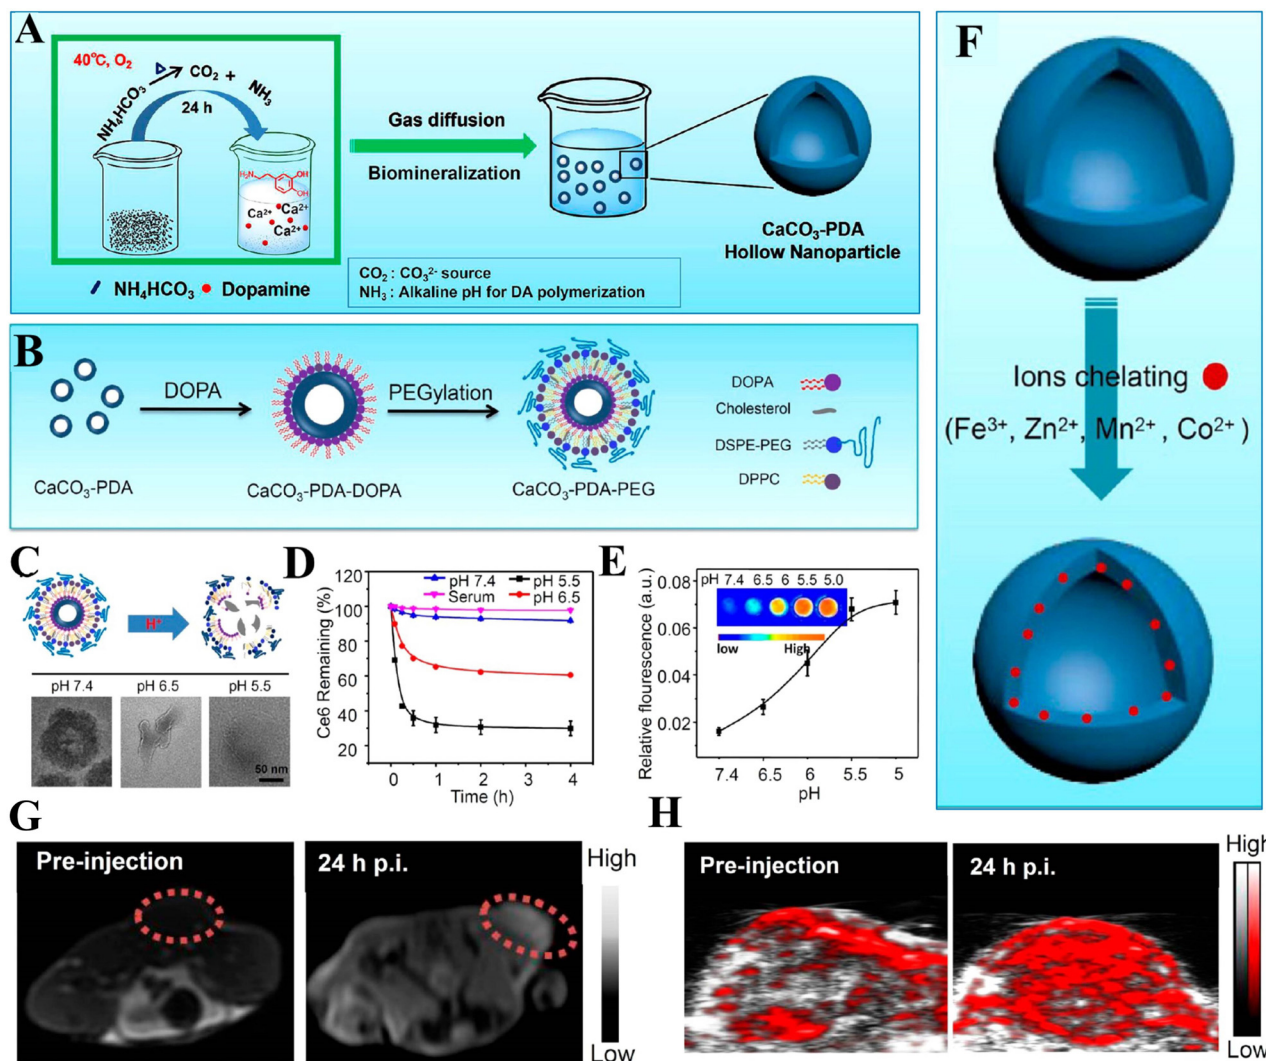 A
40℃, O₂
NH₄HCO₃
CO₂ +
NH₃
24 h
H₂N
OH
OH
Ca²⁺
Ca²⁺
Ca²⁺
NH₄HCO₃
Dopamine
Gas diffusion
Biomineralization
CO₂ : CO₃²⁻ source
NH₃ : Alkaline pH for DA polymerization
CaCO₃-PDA
Hollow Nanoparticle
B
DOPA
PEGylation
CaCO₃-PDA
CaCO₃-PDA-DOPA
CaCO₃-PDA-PEG
DOPA
Cholesterol
DSPE-PEG
DPPC
C
H⁺
pH 7.4
pH 6.5
pH 5.5
50 nm
D
pH 7.4
pH 5.5
Serum
pH 6.5
Ce6 Remaining (%)
120
100
80
60
40
20
0
1
2
3
4
Time (h)
E
pH 7.4 6.5 6 5.5 5.0
low
High
Relative flourescence (a.u.)
0.08
0.06
0.04
0.02
7.4
6.5
6
5.5
5
pH
F
Ions chelating
(Fe³⁺, Zn²⁺, Mn²⁺ , Co²⁺ )
G
Pre-injection
24 h p.i.
High
Low
H
Pre-injection
24 h p.i.
High
Low